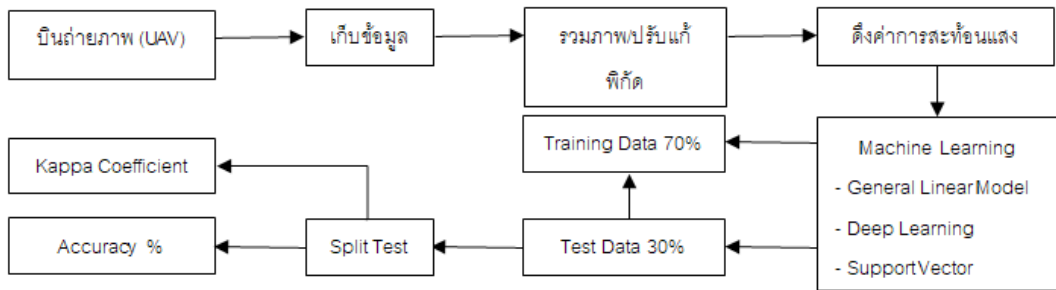 บินถ่ายภาพ (UAV)
เก็บข้อมูล
รวมภาพ/ปรับแก้
พิกัด
ดึงค่าการสะท้อนแสง
Training Data 70%
Machine Learning
- General Linear Model
- Deep Learning
- Support Vector
Kappa Coefficient
Accuracy %
Split Test
Test Data 30%